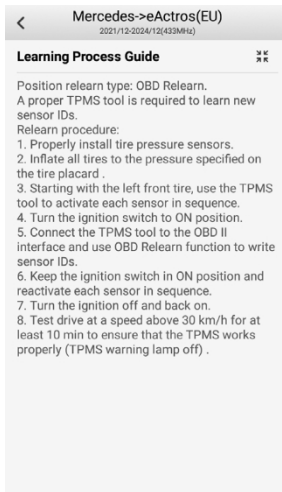 Mercedes->eActros(EU)
2021/12-2024/12(433MHz)
Learning Process Guide
Position relearn type: OBD Relearn.
A proper TPMS tool is required to learn new
sensor IDs.
Relearn procedure:
1. Properly install tire pressure sensors.
2. Inflate all tires to the pressure specified on
the tire placard .
3. Starting with the left front tire, use the TPMS
tool to activate each sensor in sequence.
4. Turn the ignition switch to ON position.
5. Connect the TPMS tool to the OBD II
interface and use OBD Relearn function to write
sensor IDs.
6. Keep the ignition switch in ON position and
reactivate each sensor in sequence.
7. Turn the ignition off and back on.
8. Test drive at a speed above 30 km/h for at
least 10 min to ensure that the TPMS works
properly (TPMS warning lamp off) .